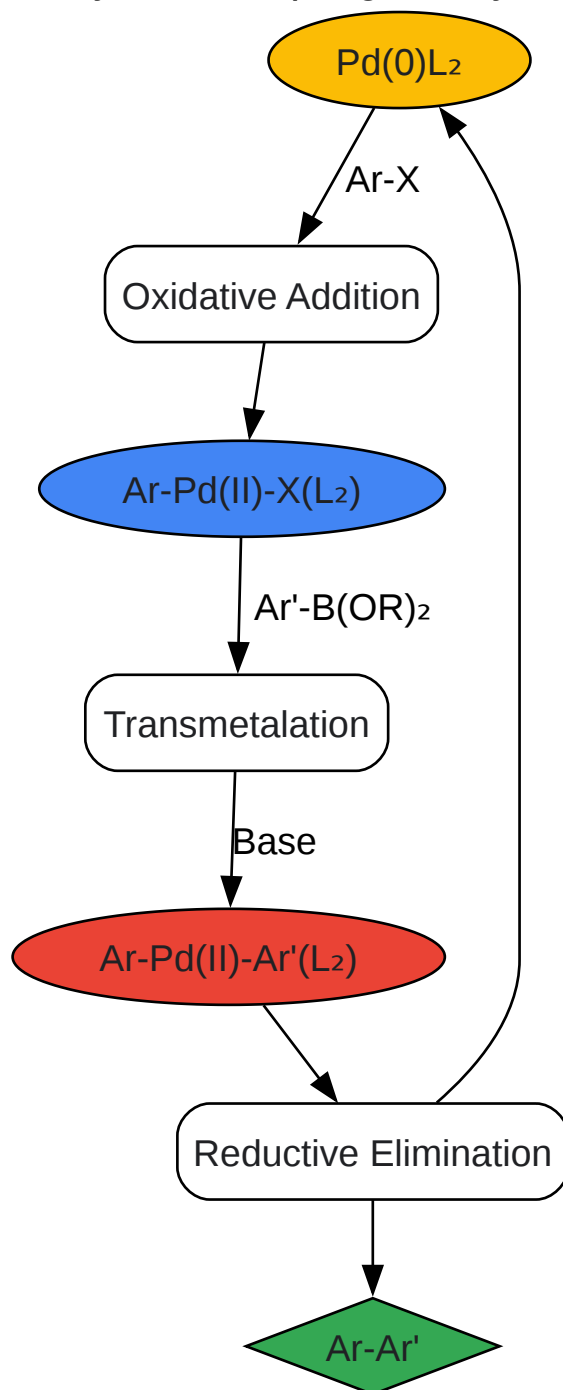 Pd(0)L₂
Ar-X
Oxidative Addition
Ar-Pd(II)-X(L₂)
Ar'-B(OR)₂
Transmetalation
Base
Ar-Pd(II)-Ar'(L₂)
Reductive Elimination
Ar-Ar'